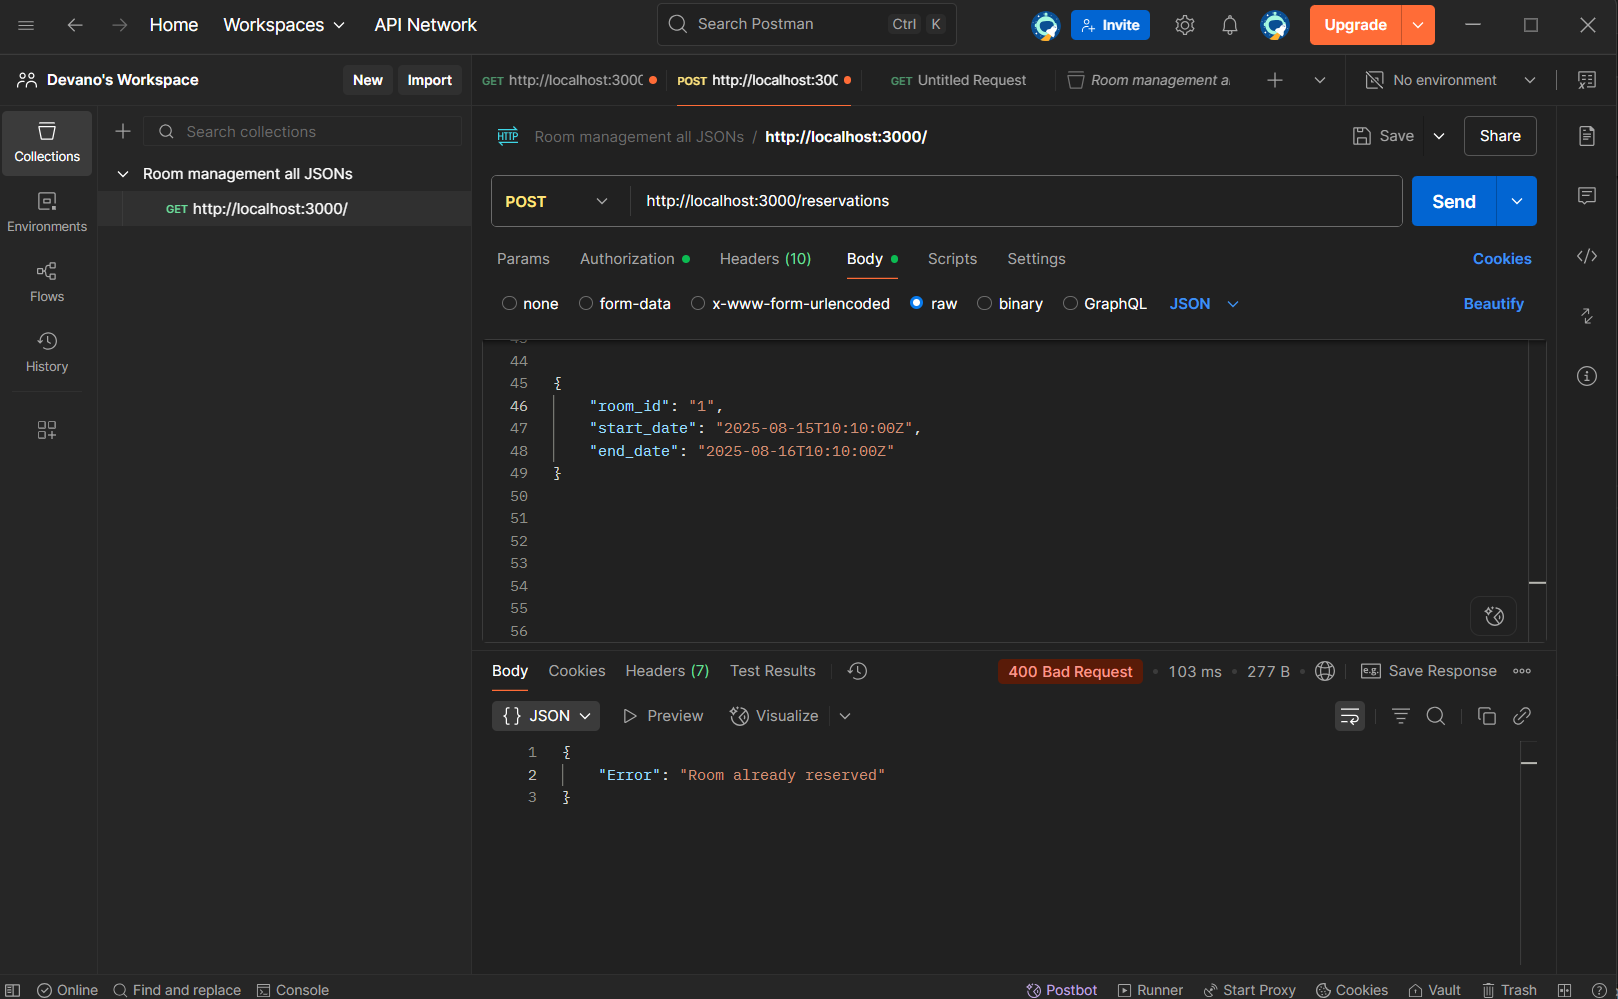 Home Workspaces API Network Search Postman Ctrl K Invite Upgrade
Devano's Workspace New Import GET http://localhost:3000 POST http://localhost:300 GET Untitled Request Room management a No environment
Collections
Environments
Flows
History
Search collections
Room management all JSONs
GET http://localhost:3000/
HTTP Room management all JSONs / http://localhost:3000/ Save Share
POST http://localhost:3000/reservations Send
Params Authorization Headers (10) Body Scripts Settings Cookies
none form-data x-www-form-urlencoded raw binary GraphQL JSON Beautify
43
44
45 {
46 "room_id": "1",
47 "start_date": "2025-08-15T10:10:00Z",
48 "end_date": "2025-08-16T10:10:00Z"
49 }
50
51
52
53
54
55
56
Body Cookies Headers (7) Test Results 400 Bad Request • 103 ms • 277 B • e.g. Save Response
{} JSON Preview Visualize
1 {
2 "Error": "Room already reserved"
3 }
Online Find and replace Console Postbot Runner Start Proxy Cookies Vault Trash